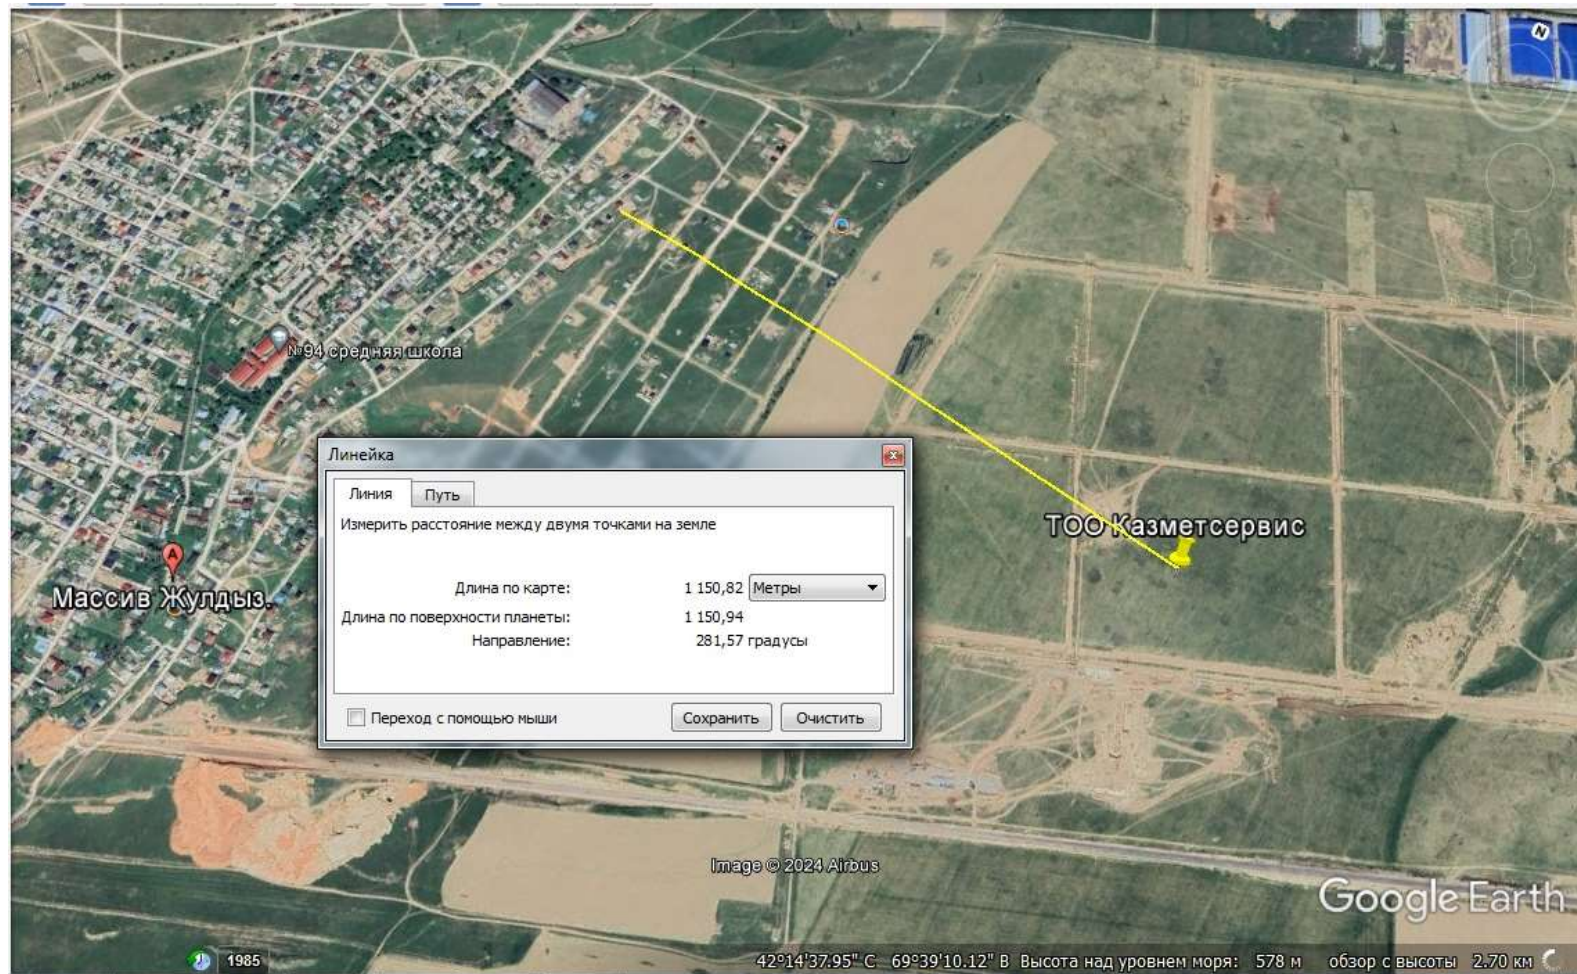 N
№94 средняя школа
Линейка
Линия
Путь
Измерить расстояние между двумя точками на земле
Длина по карте: 1 150,82 Метры
Длина по поверхности планеты: 1 150,94
Направление: 281,57 градусы
Переход с помощью мыши
Сохранить
Очистить
ТОО Казметсервис
A
Массив Жулдыз.
Image © 2024 Airbus
Google Earth
1985
42°14'37.95" С 69°39'10.12" В Высота над уровнем моря: 578 м обзор с высоты 2.70 км